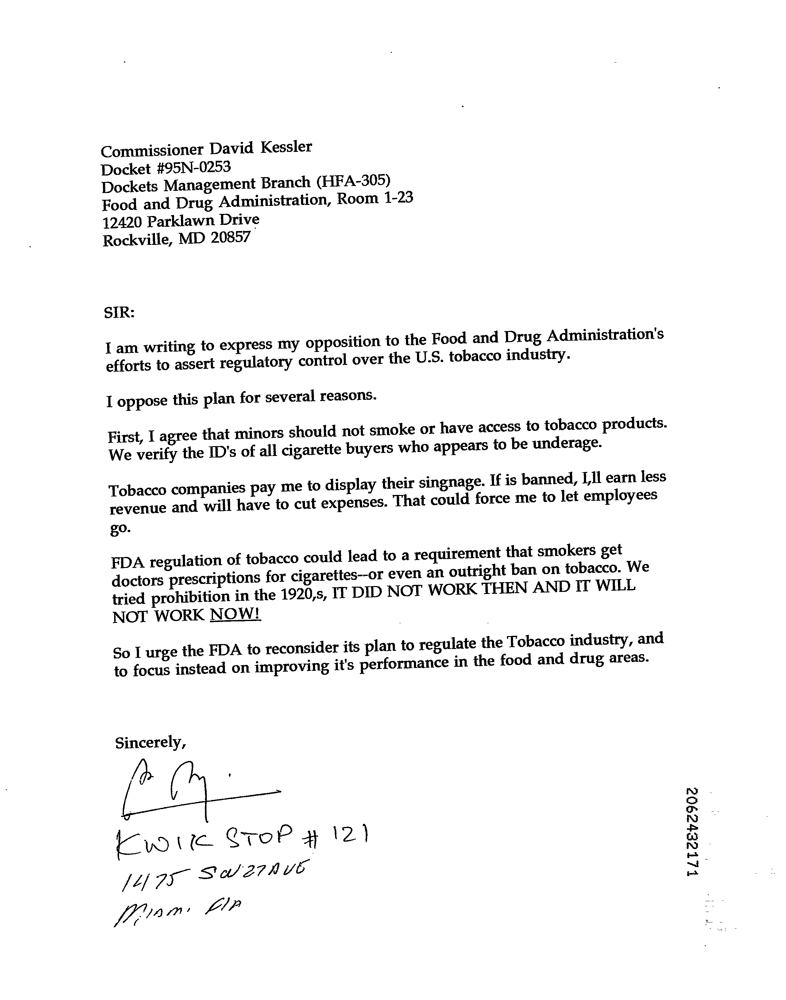 Commissioner David Kessler
Docket #95N-0253
Dockets Management Branch (HFA-305)
Food and Drug Administration, Room 1-23
12420 Parklawn Drive
Rockville, MD 20857
SIR:
I am writing to express my opposition to the Food and Drug Administration's
efforts to assert regulatory control over the U.S. tobacco industry.
I oppose this plan for several reasons.
First, I agree that minors should not smoke or have access to tobacco products.
We verify the ID's of all cigarette buyers who appears to be underage.
Tobacco companies pay me to display their singnage. If is banned, I,ll earn less
revenue and will have to cut expenses. That could force me to let employees
go.
FDA regulation of tobacco could lead to a requirement that smokers get
doctors prescriptions for cigarettes--or even an outright ban on tobacco. We
tried prohibition in the 1920,s, IT DID NOT WORK THEN AND IT WILL
NOT WORK NOW!
So I urge the FDA to reconsider its plan to regulate the Tobacco industry, and
to focus instead on improving it's performance in the food and drug areas.
Sincerely,
KWIK STOP # 121
1475 SW 27 AVE
Miami FlA
2062432171